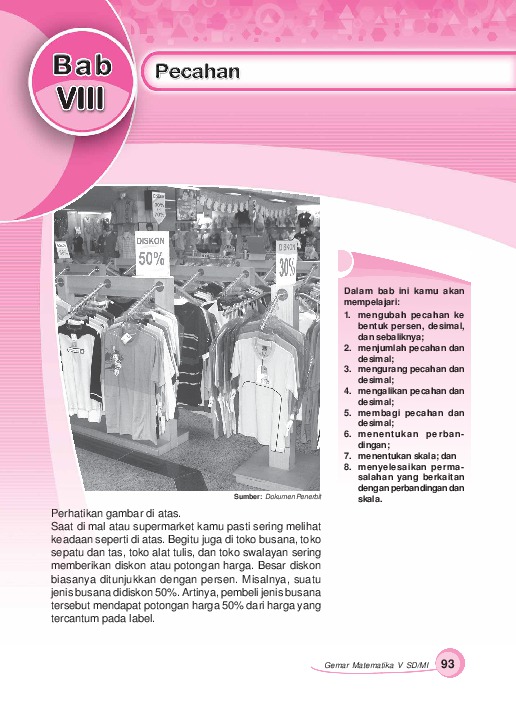 Bab
VIII
Pecahan
DISKON
50%
DISKON
30%
Sumber: Dokumen Penerbit
Dalam bab ini kamu akan
mempelajari:
1. mengubah pecahan ke
bentuk persen, desimal,
dan sebaliknya;
2. menjumlah pecahan dan
desimal;
3. mengurang pecahan dan
desimal;
4. mengalikan pecahan dan
desimal;
5. membagi pecahan dan
desimal;
6. menentukan perban-
dingan;
7. menentukan skala; dan
8. menyelesaikan perma-
salahan yang berkaitan
dengan perbandingan dan
skala.
Perhatikan gambar di atas.
Saat di mal atau supermarket kamu pasti sering melihat
keadaan seperti di atas. Begitu juga di toko busana, toko
sepatu dan tas, toko alat tulis, dan toko swalayan sering
memberikan diskon atau potongan harga. Besar diskon
biasanya ditunjukkan dengan persen. Misalnya, suatu
jenis busana didiskon 50%. Artinya, pembeli jenis busana
tersebut mendapat potongan harga 50% dari harga yang
tercantum pada label.
Gemar Matematika V SD/MI 93